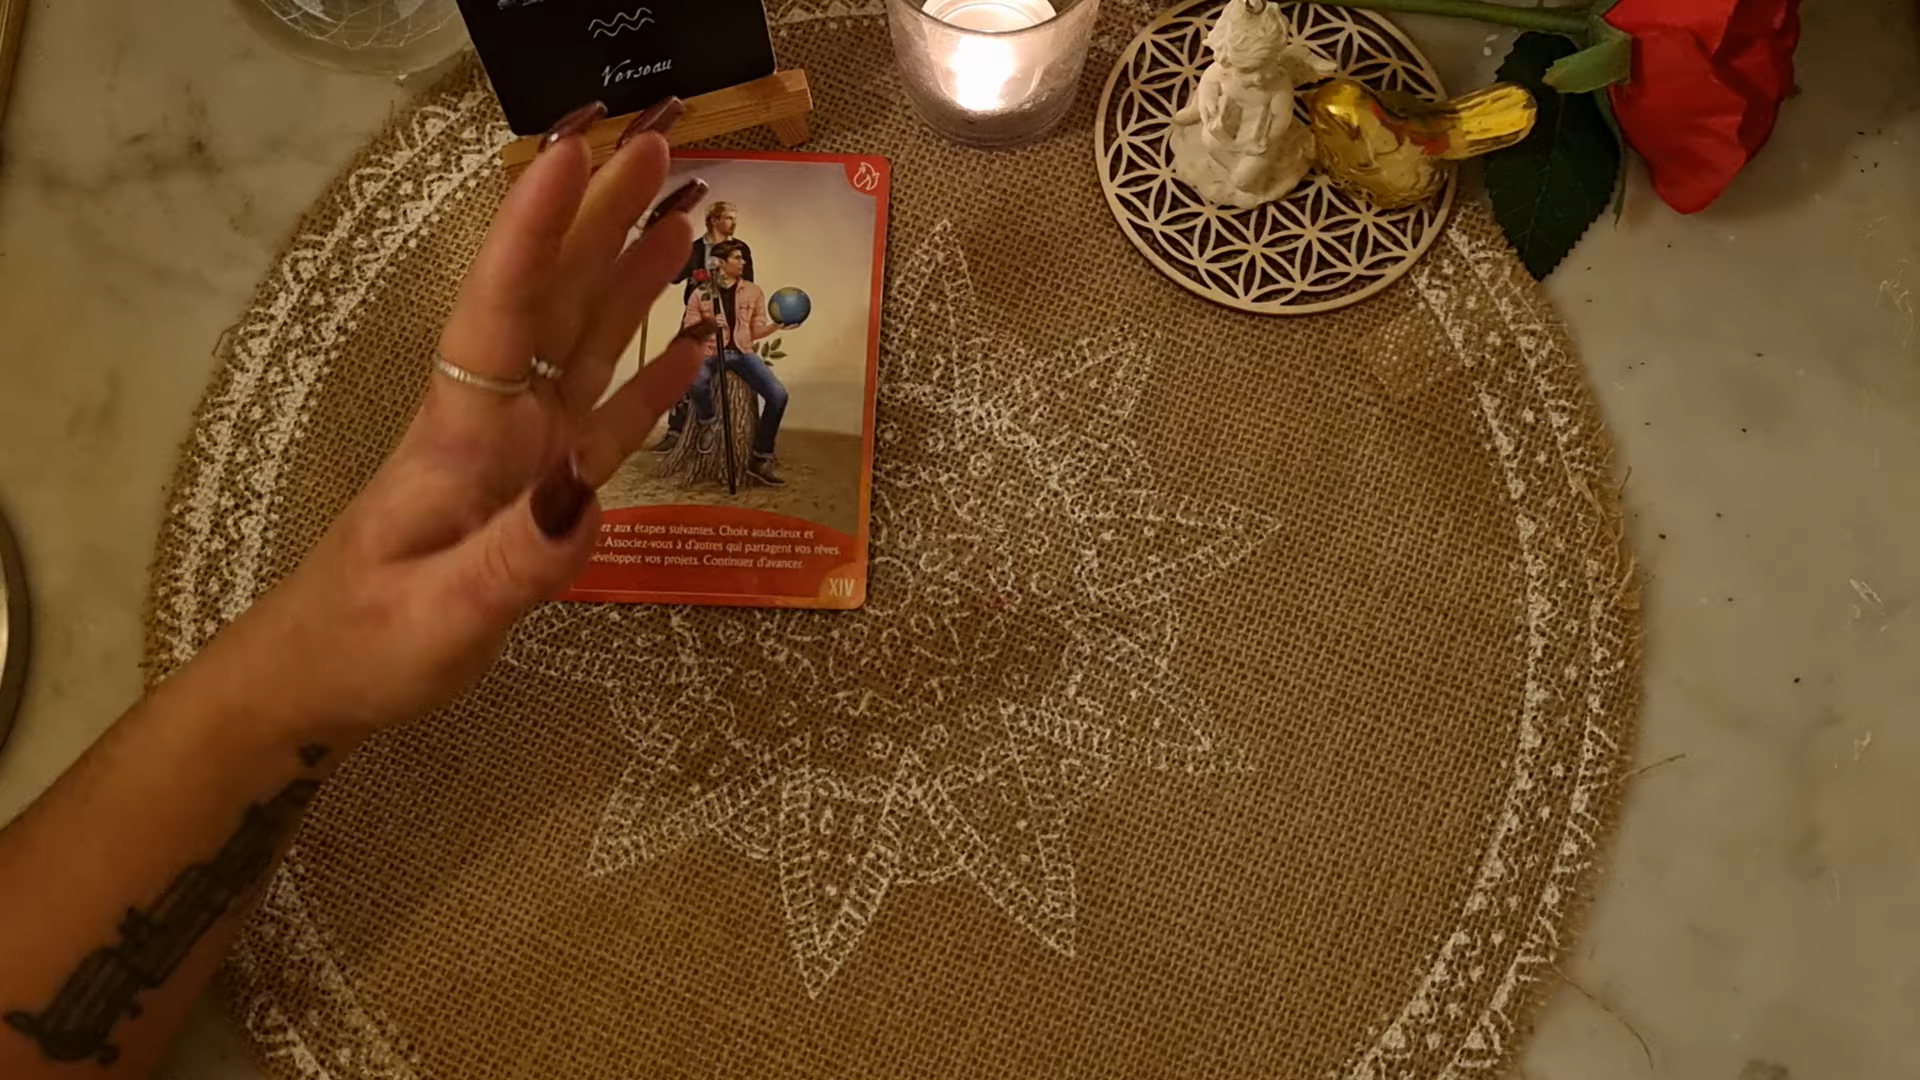 Verseau
ez aux étapes suivantes. Choix audacieux et
. Associez-vous à d'autres qui partagent vos rêves.
Développez vos projets. Continuez d'avancer.
XIV